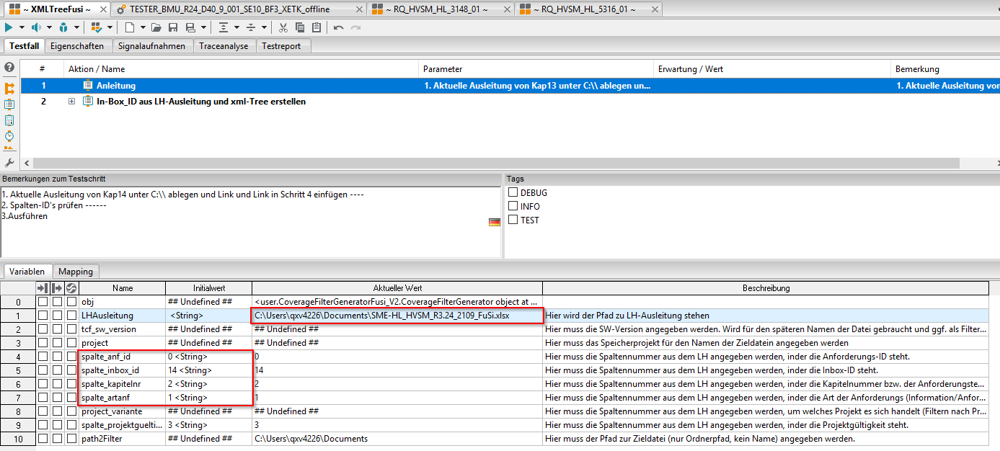 ~ XMLTreeFusi ~
TESTER_BMU_R24_D40_9_001_SE10_BF3_XETK_offline
~ RQ_HVSM_HL_3148_01 ~
~ RQ_HVSM_HL_5316_01 ~
Testfall Eigenschaften Signalaufnahmen Traceanalyse Testreport
# Aktion / Name Parameter Erwartung / Wert Bemerkung
1 Anleitung 1. Aktuelle Ausleitung von Kap13 unter C:\\ ablegen un... 1. Aktuelle Ausleitung von
2 In-Box_ID aus LH-Ausleitung und xml-Tree erstellen
Bemerkungen zum Testschritt
1. Aktuelle Ausleitung von Kap14 unter C:\\ ablegen und Link und Link in Schritt 4 einfügen ----
2. Spalten-ID's prüfen ------
3.Ausführen
Tags
DEBUG
INFO
TEST
Variablen Mapping
Name Initialwert Aktueller Wert Beschreibung
0 obj ## Undefined ## <user.CoverageFilterGeneratorFusi_V2.CoverageFilterGenerator object at ...
1 LHAusleitung <String> C:\Users\qxv4226\Documents\SME-HL_HVSM_R3.24_2109_FuSi.xlsx Hier wird der Pfad zu LH-Ausleitung stehen
2 tcf_sw_version ## Undefined ## ## Undefined ## Hier muss die SW-Version angegeben werden. Wird für den späteren Namen der Datei gebraucht und ggf. als Filter...
3 project ## Undefined ## ## Undefined ## Hier muss das Speicherprojekt für den Namen der Zieldatein angegeben werden
4 spalte_anf_id 0 <String> 0 Hier muss die Spaltennummer aus dem LH angegeben werden, inder die Anforderungs-ID steht.
5 spalte_inbox_id 14 <String> 14 Hier muss die Spaltennummer aus dem LH angegeben werden, inder die Inbox-ID steht.
6 spalte_kapitelnr 2 <String> 2 Hier muss die Spaltennummer aus dem LH angegeben werden, inder die Kapitelnummer bzw. der Anforderungste...
7 spalte_artanf 1 <String> 1 Hier muss die Spaltennummer aus dem LH angegeben werden, inder die Art der Anforderungs (Information/Anfor...
8 project_variante ## Undefined ## ## Undefined ## Hier muss die Spaltennummer aus dem LH angegeben werden, um welches Projekt es sich handelt (Filtern nach Pr...
9 spalte_projektguelti... 3 <String> 3 Hier muss die Spaltennummer aus dem LH angegeben werden, inder die Projektgültigkeit steht.
10 path2Filter ## Undefined ## C:\Users\qxv4226\Documents Hier muss der Pfad zur Zieldatei (nur Ordnerpfad, kein Name) angegeben werden.